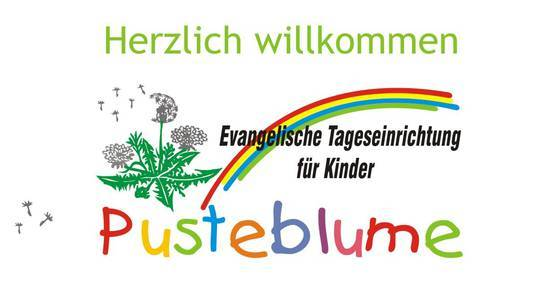 Herzlich willkommen
Evangelische Tageseinrichtung
für Kinder
Pusteblume